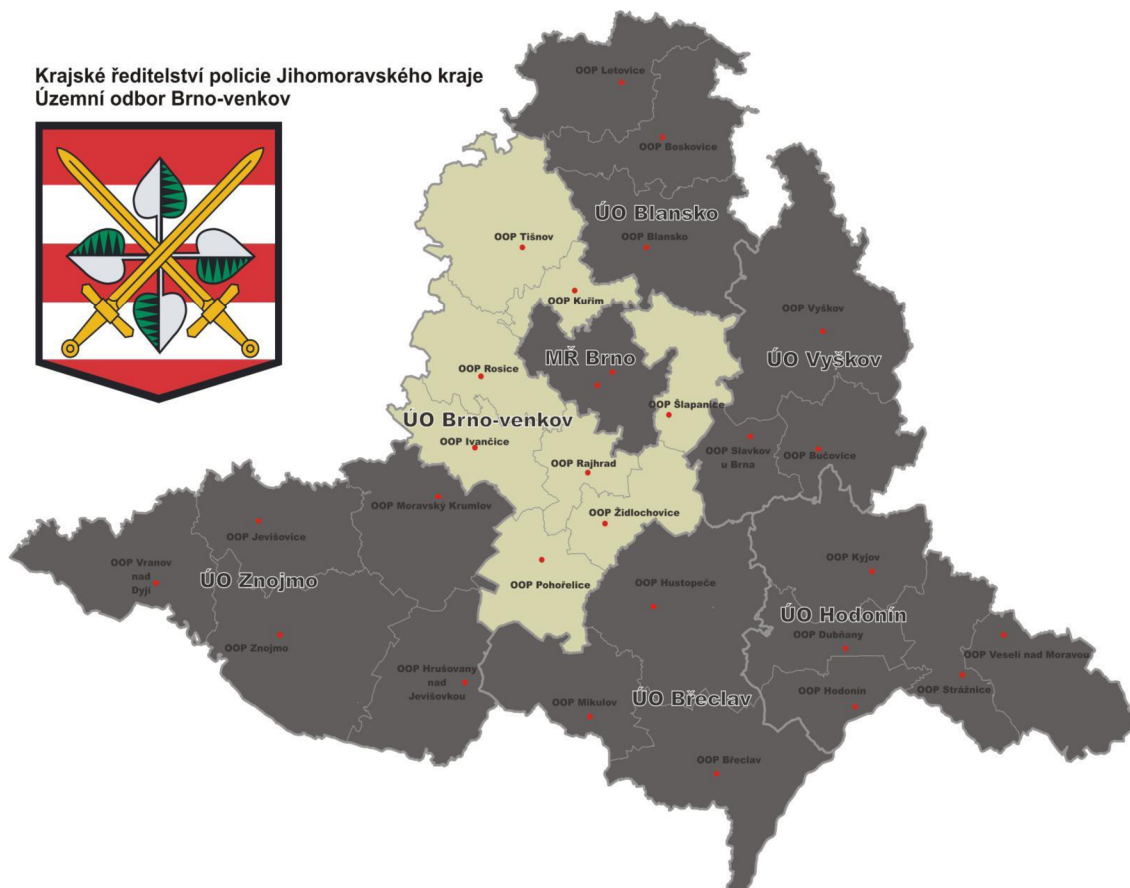 Krajské ředitelství policie Jihomoravského kraje
Územní odbor Brno-venkov
OOP Letovice
OOP Boskovice
ÚO Blansko
OOP Tišnov
OOP Blansko
OOP Kuřim
OOP Vyškov
MŘ Brno
ÚO Vyškov
OOP Rosice
OOP Šlapanice
ÚO Brno-venkov
OOP Ivančice
OOP Slavkov
u Brna
OOP Bučovice
OOP Rajhrad
OOP Moravský Krumlov
OOP Židlochovice
OOP Jevišovice
OOP Kyjov
OOP Vranov
nad
Dyjí
ÚO Znojmo
OOP Pohořelice
OOP Hustopeče
ÚO Hodonín
OOP Dubňany
OOP Znojmo
OOP Veselí nad Moravou
OOP Hrušovany
nad
Jevišovkou
OOP Mikulov
ÚO Břeclav
OOP Hodonín
OOP Strážnice
OOP Břeclav